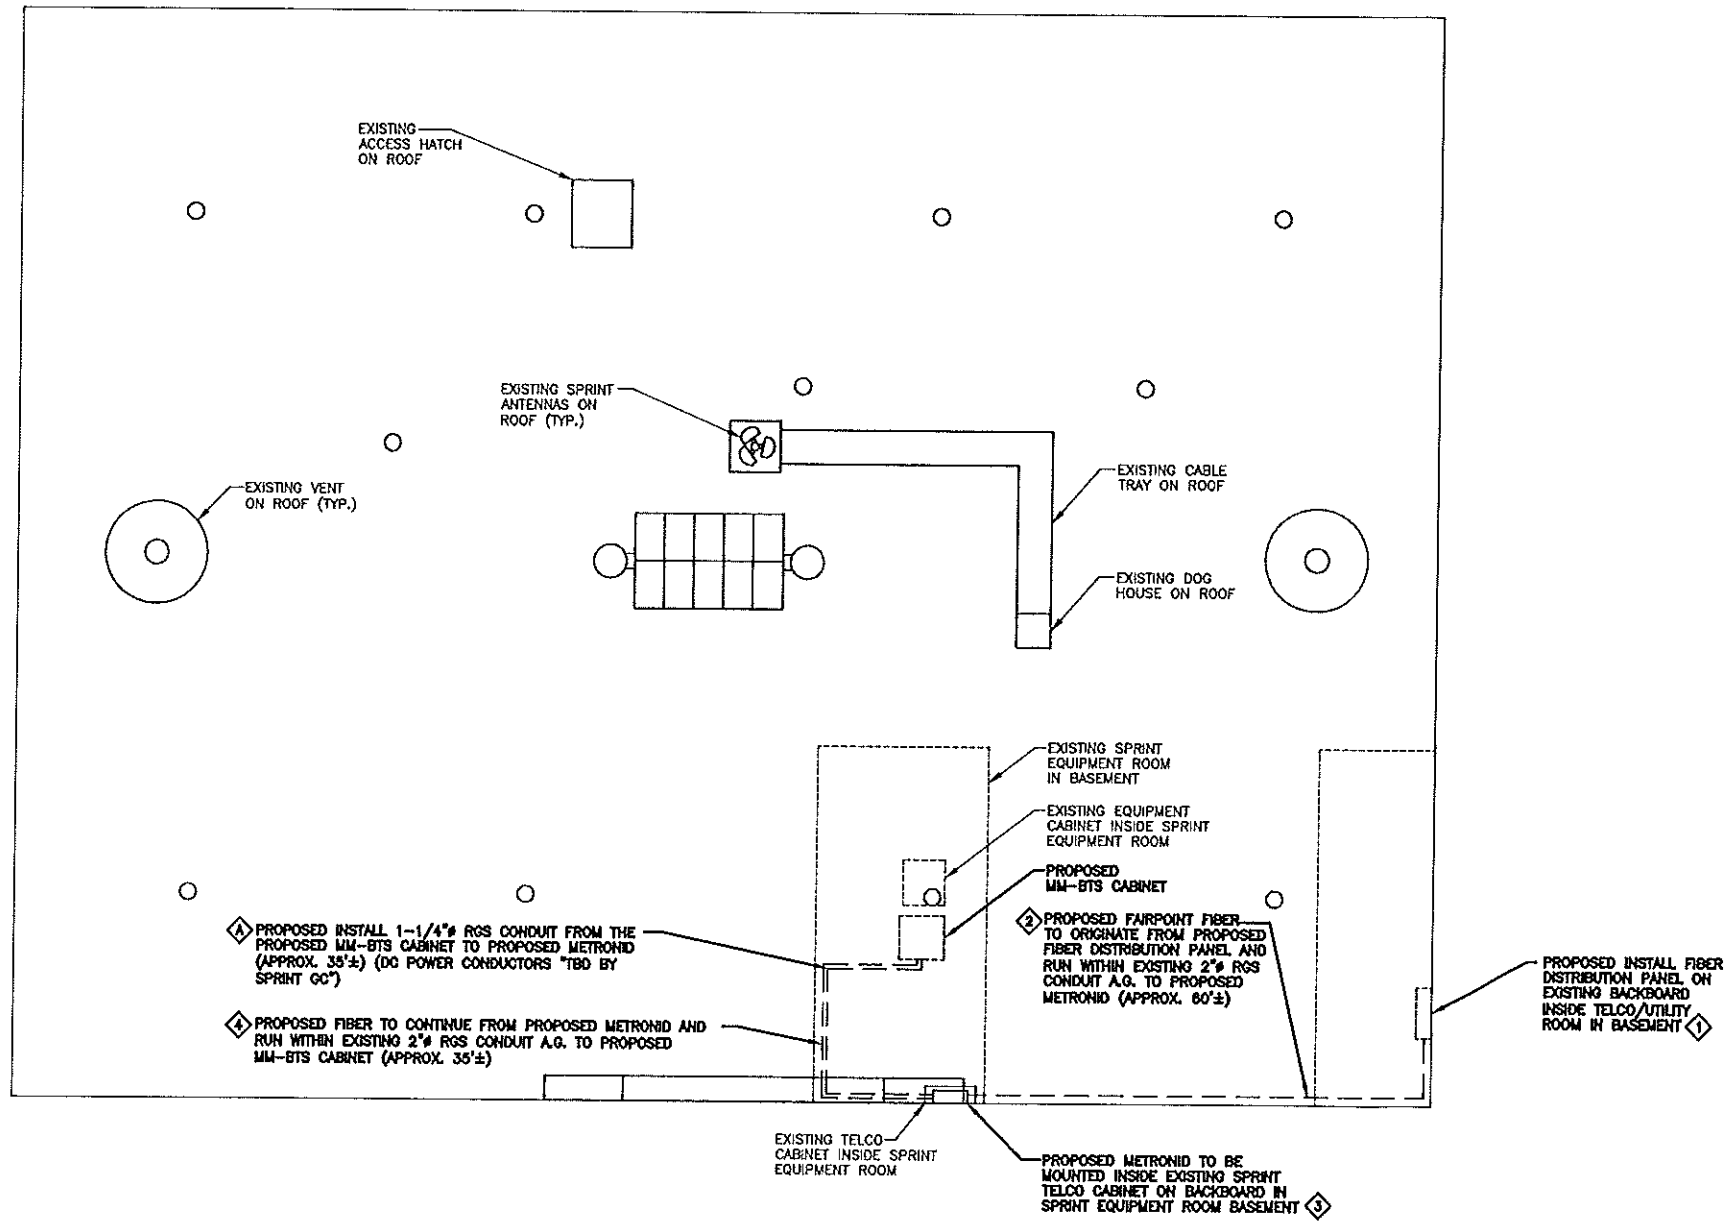 EXISTING
ACCESS HATCH
ON ROOF
EXISTING SPRINT
ANTENNAS ON
ROOF (TYP.)
EXISTING VENT
ON ROOF (TYP.)
EXISTING CABLE
TRAY ON ROOF
EXISTING DOG
HOUSE ON ROOF
EXISTING SPRINT
EQUIPMENT ROOM
IN BASEMENT
EXISTING EQUIPMENT
CABINET INSIDE SPRINT
EQUIPMENT ROOM
PROPOSED
MM-BTS CABINET
A PROPOSED INSTALL 1-1/4"ø RGS CONDUIT FROM THE
PROPOSED MM-BTS CABINET TO PROPOSED METRONID
(APPROX. 35'±) (DC POWER CONDUCTORS "TBD BY
SPRINT GC")
2 PROPOSED FAIRPOINT FIBER
TO ORIGINATE FROM PROPOSED
FIBER DISTRIBUTION PANEL AND
RUN WITHIN EXISTING 2"ø RGS
CONDUIT A.G. TO PROPOSED
METRONID (APPROX. 60'±)
PROPOSED INSTALL FIBER
DISTRIBUTION PANEL ON
EXISTING BACKBOARD
INSIDE TELCO/UTILITY
ROOM IN BASEMENT 1
4 PROPOSED FIBER TO CONTINUE FROM PROPOSED METRONID AND
RUN WITHIN EXISTING 2"ø RGS CONDUIT A.G. TO PROPOSED
MM-BTS CABINET (APPROX. 35'±)
EXISTING TELCO
CABINET INSIDE SPRINT
EQUIPMENT ROOM
PROPOSED METRONID TO BE
MOUNTED INSIDE EXISTING SPRINT
TELCO CABINET ON BACKBOARD IN
SPRINT EQUIPMENT ROOM BASEMENT 3